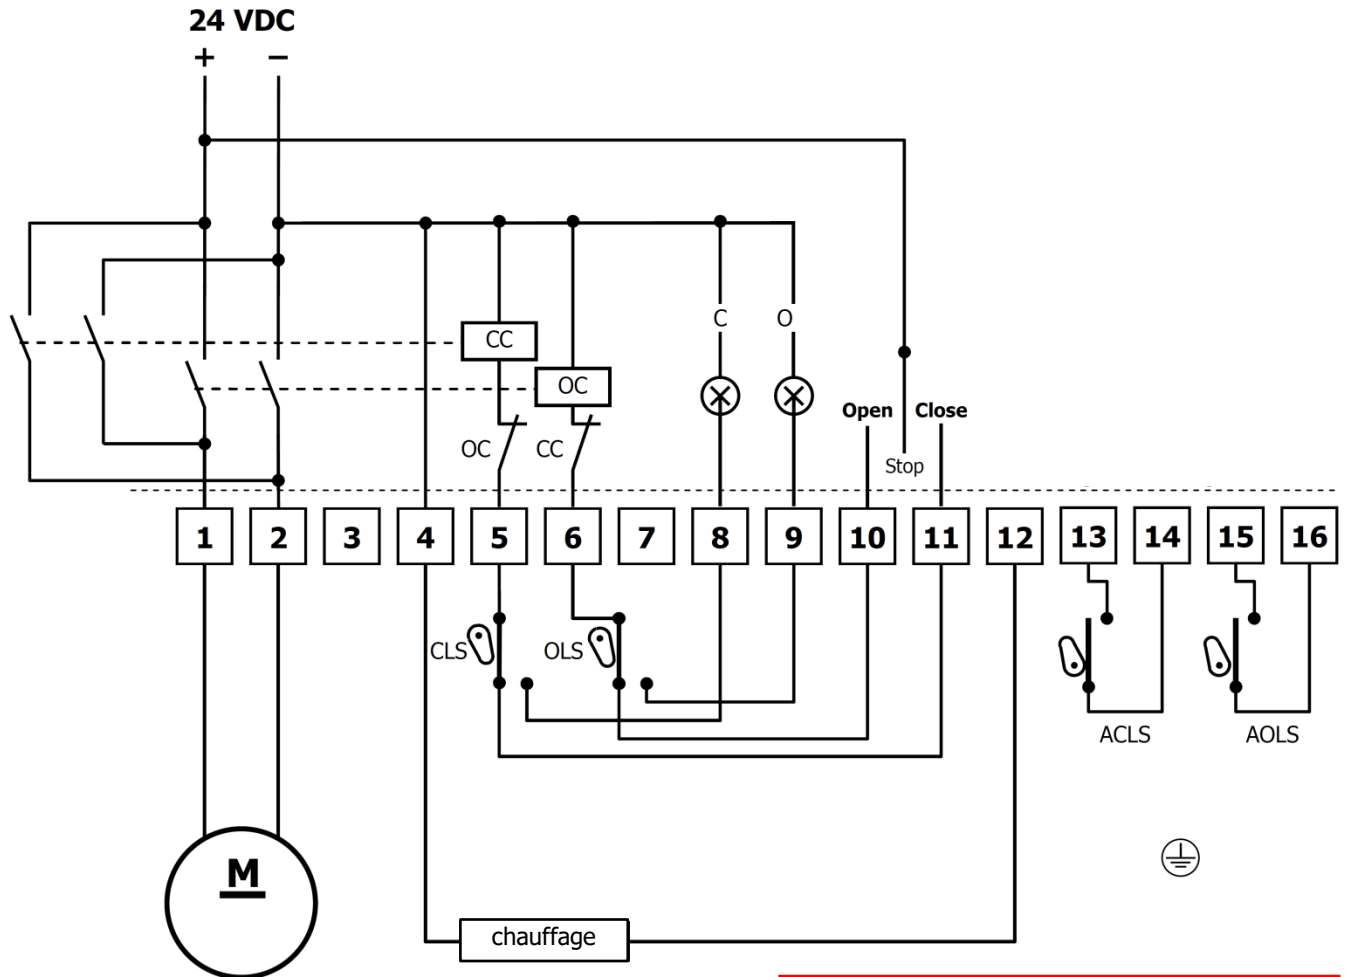 24 VDC
+ −
C O
CC
OC
Open Close
OC CC
Stop
1 2 3 4 5 6 7 8 9 10 11 12 13 14 15 16
CLS OLS
ACLS AOLS
M
chauffage